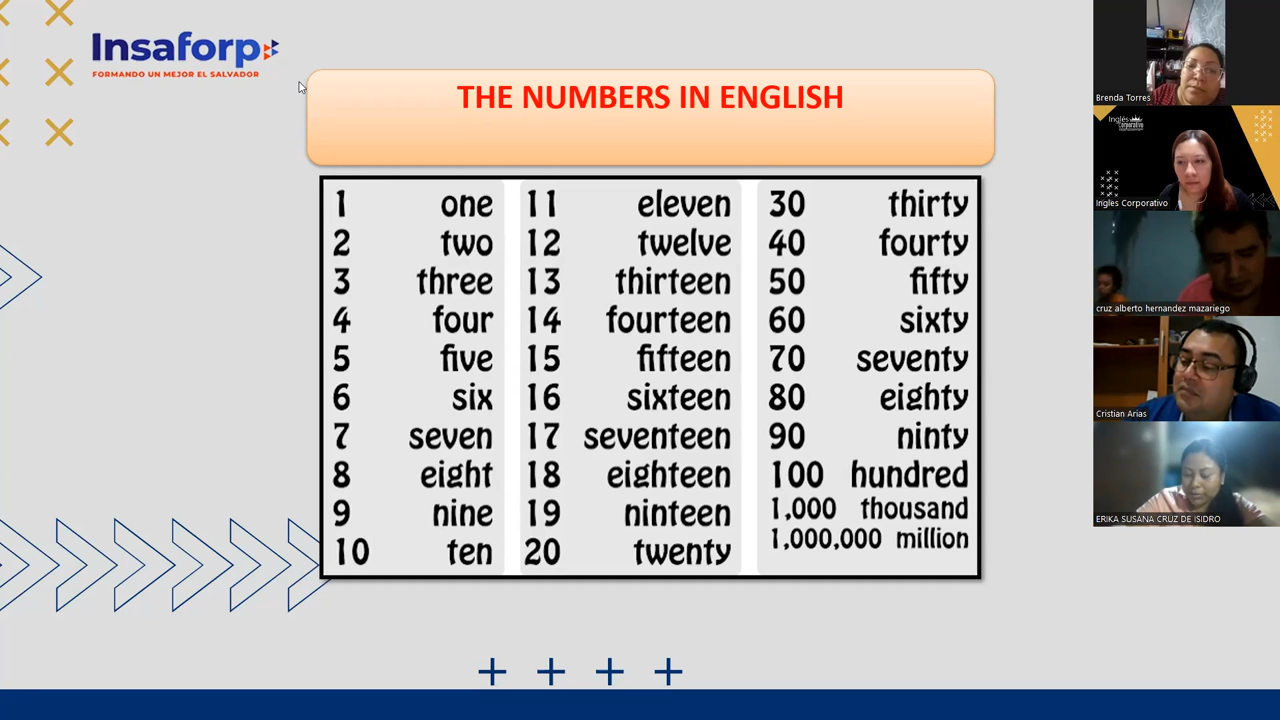 Insaforp
FORMANDO UN MEJOR EL SALVADOR
THE NUMBERS IN ENGLISH
1 one
2 two
3 three
4 four
5 five
6 six
7 seven
8 eight
9 nine
10 ten
11 eleven
12 twelve
13 thirteen
14 fourteen
15 fifteen
16 sixteen
17 seventeen
18 eighteen
19 ninteen
20 twenty
30 thirty
40 fourty
50 fifty
60 sixty
70 seventy
80 eighty
90 ninty
100 hundred
1,000 thousand
1,000,000 million
Brenda Torres
Inglés
Corporativo
Ingles Corporativo
cruz alberto hernandez mazariego
Cristian Arias
ERIKA SUSANA CRUZ DE ISIDRO